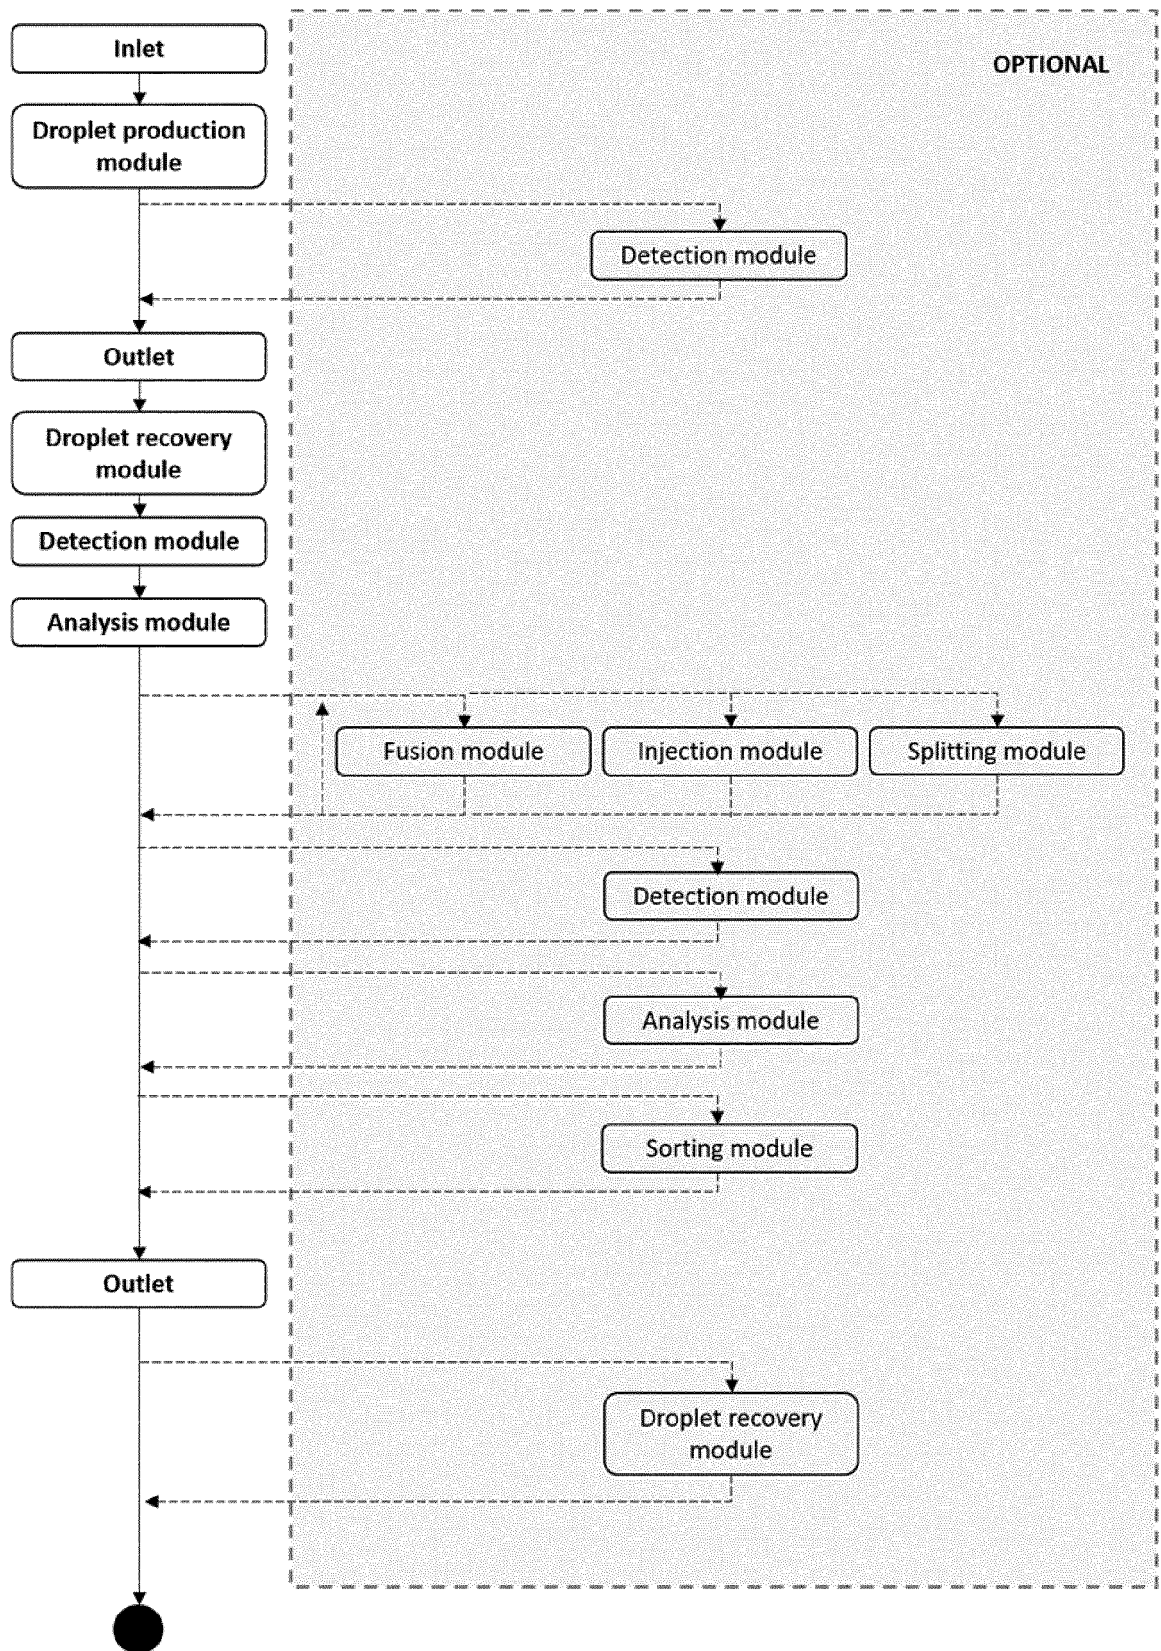 Inlet
OPTIONAL
Droplet production
module
Detection module
Outlet
Droplet recovery
module
Detection module
Analysis module
Fusion module
Injection module
Splitting module
Detection module
Analysis module
Sorting module
Outlet
Droplet recovery
module